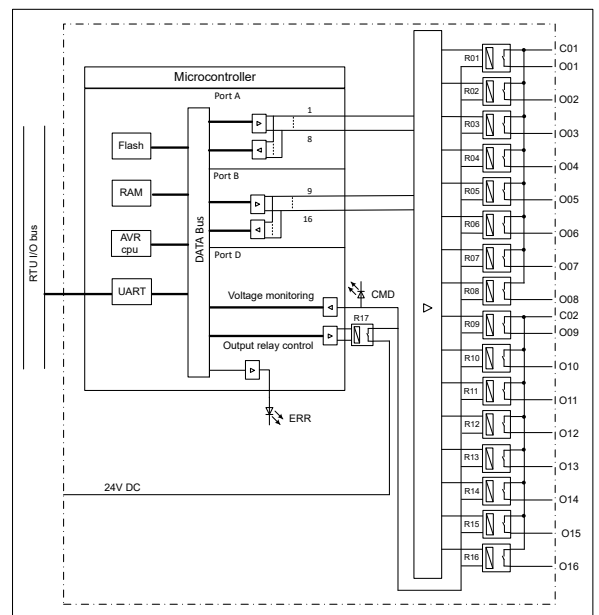 Microcontroller
Port A
Flash
RAM
AVR
cpu
UART
RTU I/O bus
DATA Bus
1
8
Port B
9
16
Port D
Voltage monitoring
CMD
R17
Output relay control
ERR
24V DC
R01
R02
R03
R04
R05
R06
R07
R08
R09
R10
R11
R12
R13
R14
R15
R16
C01
O01
O02
O03
O04
O05
O06
O07
O08
C02
O09
O10
O11
O12
O13
O14
O15
O16